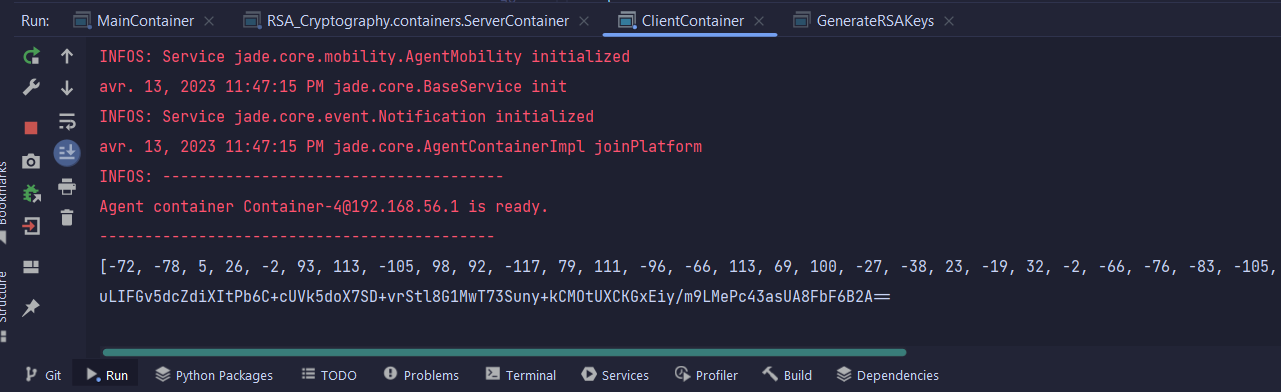 Run: MainContainer RSA_Cryptography.containers.ServerContainer ClientContainer GenerateRSAKeys
INFOS: Service jade.core.mobility.AgentMobility initialized
avr. 13, 2023 11:47:15 PM jade.core.BaseService init
INFOS: Service jade.core.event.Notification initialized
avr. 13, 2023 11:47:15 PM jade.core.AgentContainerImpl joinPlatform
INFOS: --------------------------------------
Agent container Container-4@192.168.56.1 is ready.
--------------------------------------------
[-72, -78, 5, 26, -2, 93, 113, -105, 98, 92, -117, 79, 111, -96, -66, 113, 69, 100, -27, -38, 23, -19, 32, -2, -66, -76, -83, -105,
uLIFGv5dcZdiXItPb6C+cUVk5doX7SD+vrStl8G1MwT73Suny+kCMOtUXCKGxEiy/m9LMePc43asUA8FbF6B2A==
Bookmarks
Structure
Git Run Python Packages TODO Problems Terminal Services Profiler Build Dependencies